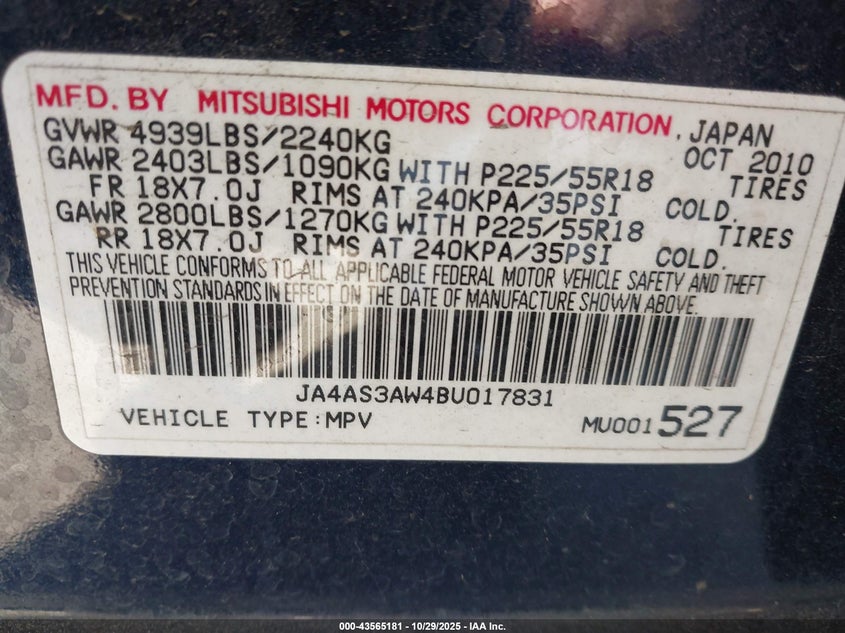 MFD. BY MITSUBISHI MOTORS CORPORATION, JAPAN
GVWR 4939LBS/2240KG OCT 2010
GAWR 2403LBS/1090KG WITH P225/55R18 TIRES
FR 18X7.0J RIMS AT 240KPA/35PSI COLD.
GAWR 2800LBS/1270KG WITH P225/55R18 TIRES
RR 18X7.0J RIMS AT 240KPA/35PSI COLD.
THIS VEHICLE CONFORMS TO ALL APPLICABLE FEDERAL MOTOR VEHICLE SAFETY AND THEFT
PREVENTION STANDARDS IN EFFECT ON THE DATE OF MANUFACTURE SHOWN ABOVE.
JA4AS3AW4BU017831
VEHICLE TYPE:MPV MU001527
000-43565181 - 10/29/2025 - IAA Inc.